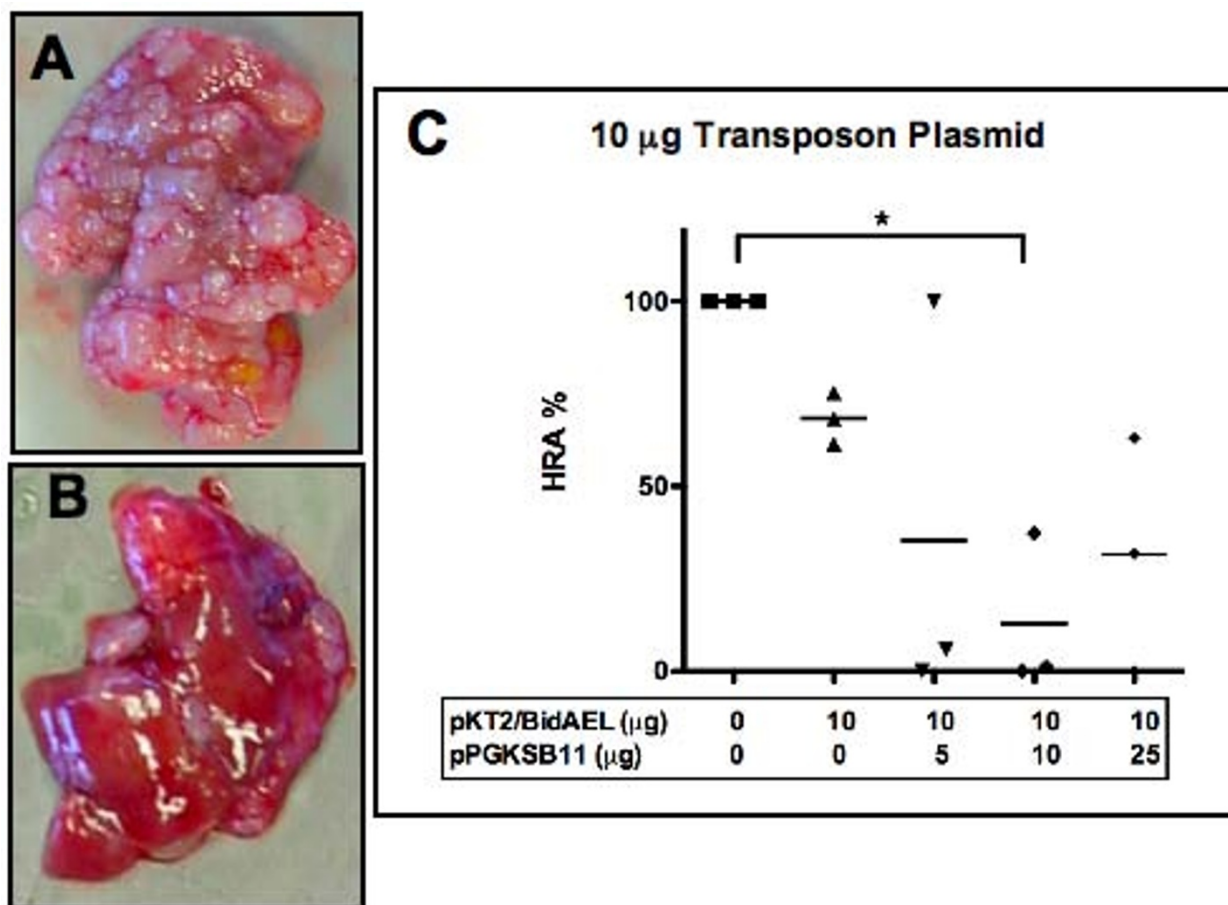 A
B
C
10 μg Transposon Plasmid
*
HRA %
100
50
0
pKT2/BidAEL (μg) 0 10 10 10 10
pPGKSB11 (μg) 0 0 5 10 25